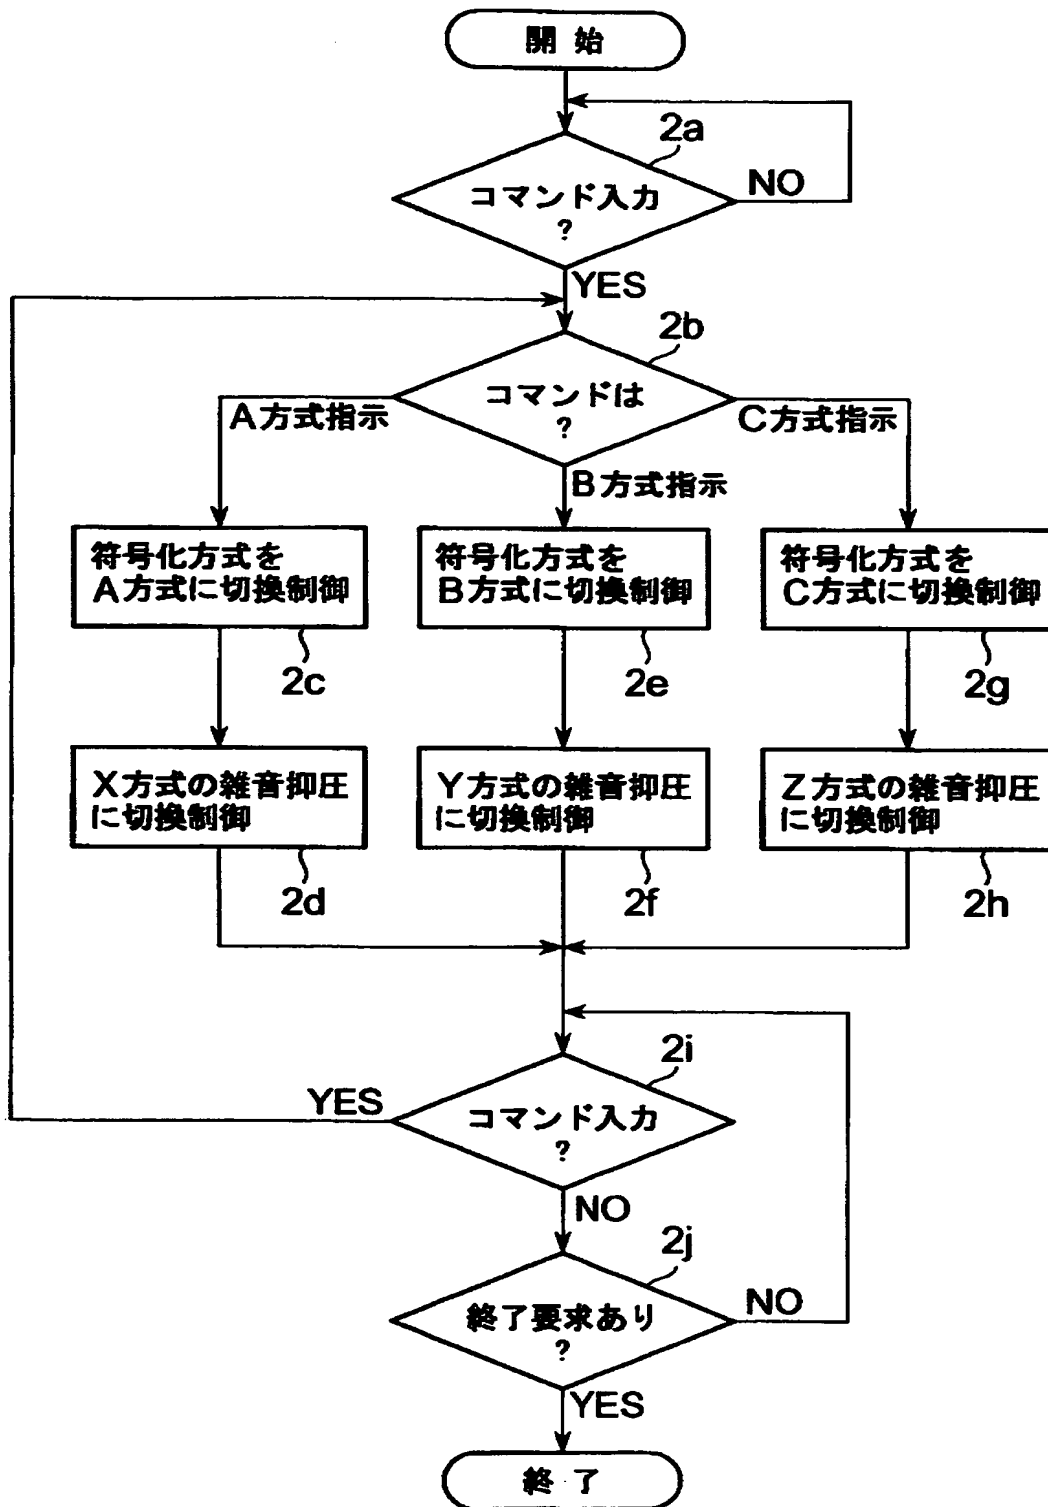 開始
2a
コマンド入力
?
NO
YES
2b
コマンドは
?
A方式指示
C方式指示
B方式指示
符号化方式を
A方式に切換制御
2c
符号化方式を
B方式に切換制御
2e
符号化方式を
C方式に切換制御
2g
X方式の雑音抑圧
に切換制御
2d
Y方式の雑音抑圧
に切換制御
2f
Z方式の雑音抑圧
に切換制御
2h
2i
YES
コマンド入力
?
NO
2j
終了要求あり
?
NO
YES
終了